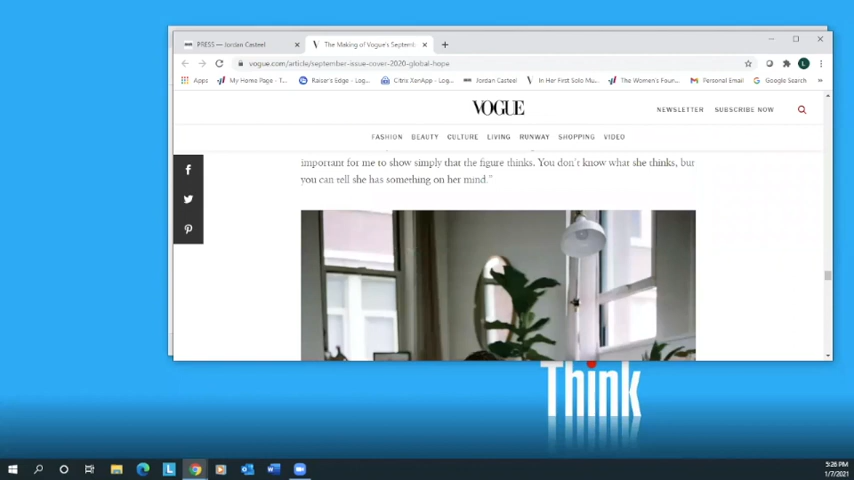 PRESS — Jordan Casteel
The Making of Vogue's Septemb
vogue.com/article/september-issue-cover-2020-global-hope
Apps
My Home Page - T...
Raiser's Edge - Log...
Citrix XenApp - Log...
Jordan Casteel
In Her First Solo Mu...
The Women's Foun...
Personal Email
Google Search
VOGUE
NEWSLETTER
SUBSCRIBE NOW
FASHION BEAUTY CULTURE LIVING RUNWAY SHOPPING VIDEO
important for me to show simply that the figure thinks. You don't know what she thinks, but
you can tell she has something on her mind."
Think
5:26 PM
1/7/2021